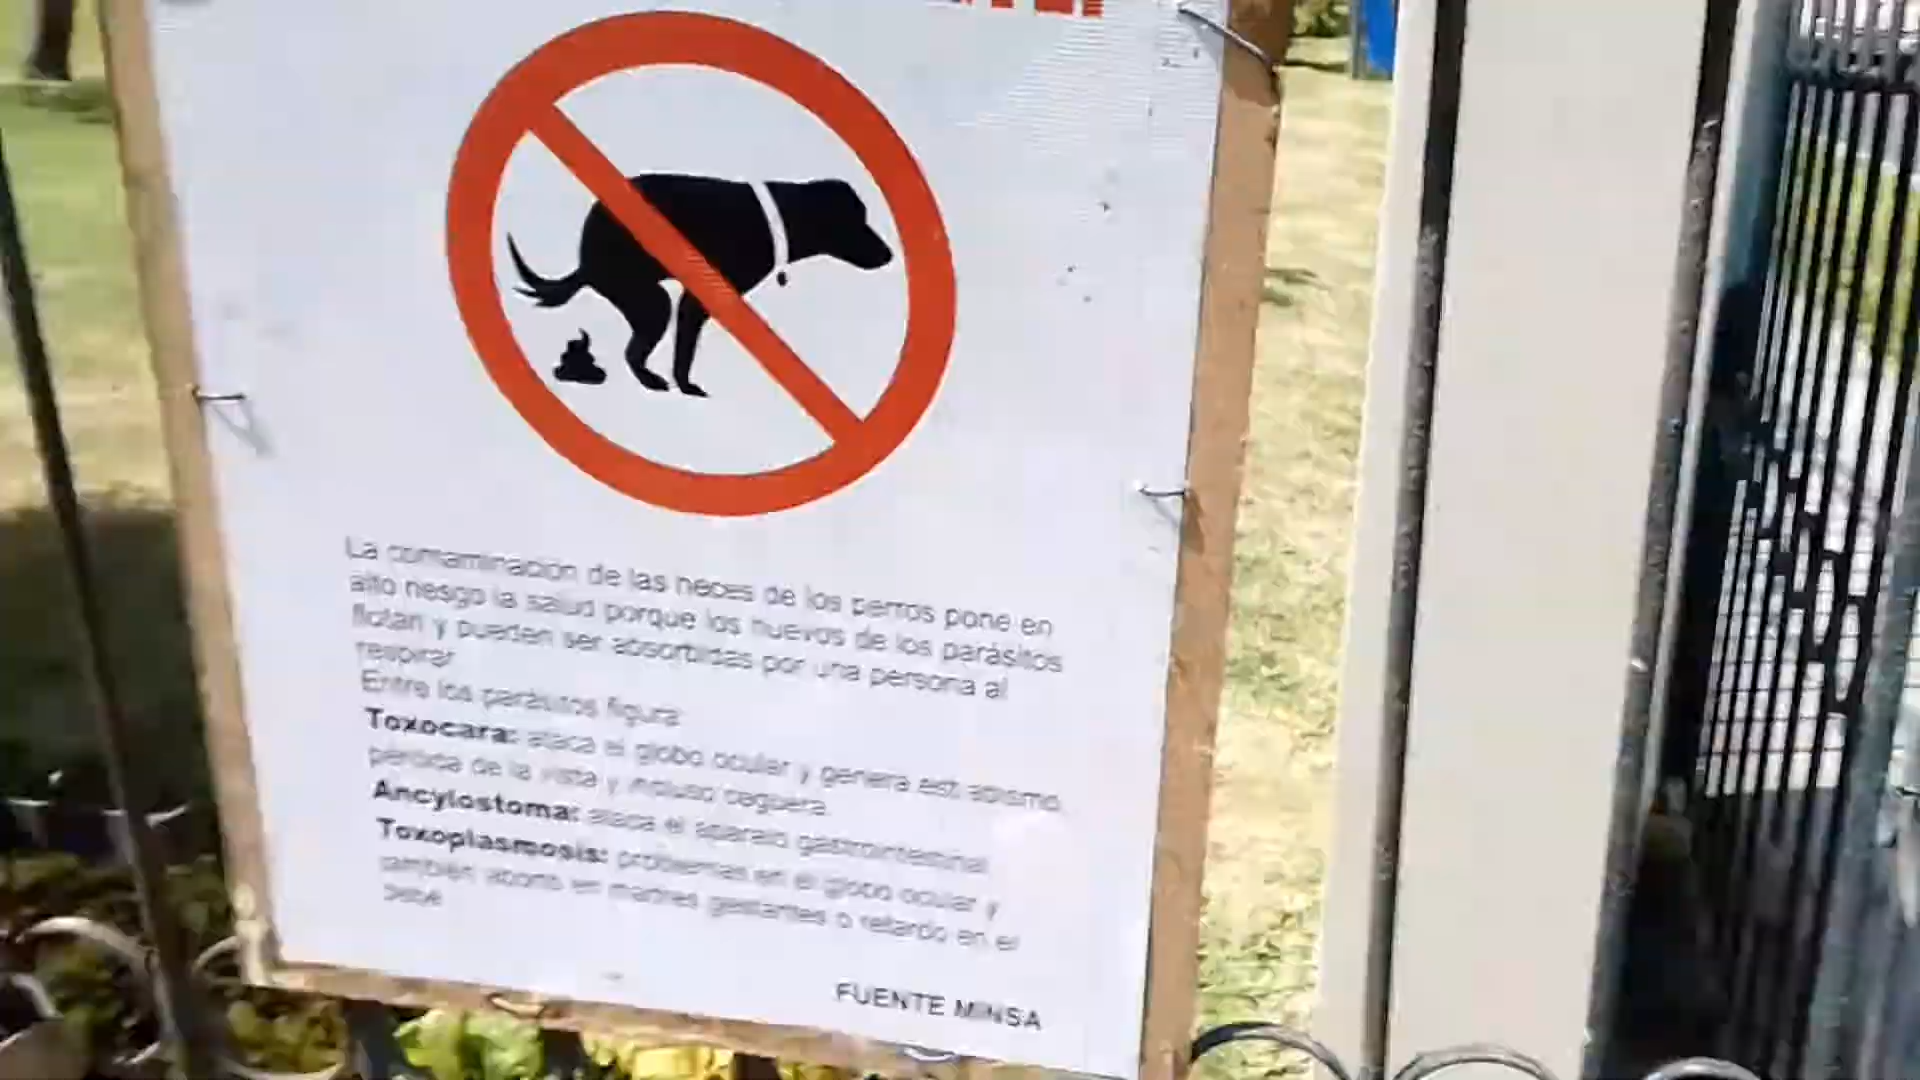 La contaminación de las heces de los perros pone en
alto riesgo la salud porque los huevos de los parásitos
flotan y pueden ser absorbidas por una persona al
respirar.
Entre los parásitos figura:
Toxocara: ataca el globo ocular y genera estrabismo,
pérdida de la vista y incluso ceguera.
Ancylostoma: ataca el aparato gastrointestinal.
Toxoplasmosis: problemas en el globo ocular y
también aborto en madres gestantes o retardo en el
bebé.
FUENTE MINSA